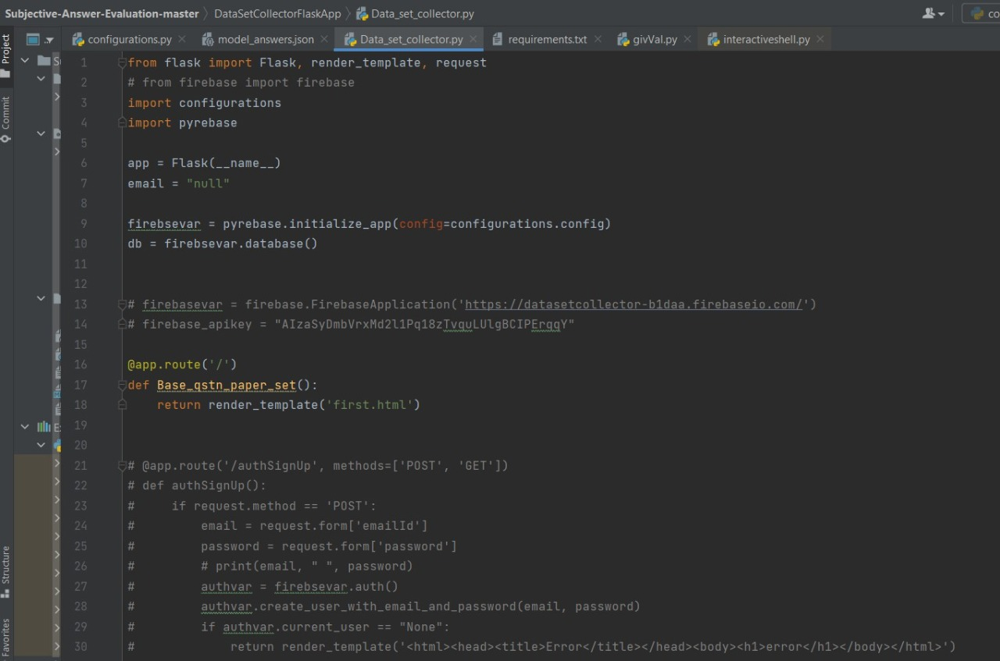 Subjective-Answer-Evaluation-master DataSetCollectorFlaskApp Data_set_collector.py
configurations.py model_answers.json Data_set_collector.py requirements.txt givVal.py interactiveshell.py
Project
Commit
Structure
Favorites
1 from flask import Flask, render_template, request
2 # from firebase import firebase
3 import configurations
4 import pyrebase
5
6 app = Flask(__name__)
7 email = "null"
8
9 firebsevar = pyrebase.initialize_app(config=configurations.config)
10 db = firebsevar.database()
11
12
13 # firebasevar = firebase.FirebaseApplication('https://datasetcollector-b1daa.firebaseio.com/')
14 # firebase_apikey = "AIzaSyDmbVrxMd2l1Pq18zTvquLUlgBCIPErqqY"
15
16 @app.route('/')
17 def Base_qstn_paper_set():
18     return render_template('first.html')
19
20
21 # @app.route('/authSignUp', methods=['POST', 'GET'])
22 # def authSignUp():
23 #     if request.method == 'POST':
24 #         email = request.form['emailId']
25 #         password = request.form['password']
26 #         # print(email, " ", password)
27 #         authvar = firebsevar.auth()
28 #         authvar.create_user_with_email_and_password(email, password)
29 #         if authvar.current_user == "None":
30 #             return render_template('<html><head><title>Error</title></head><body><h1>error</h1></body></html>')